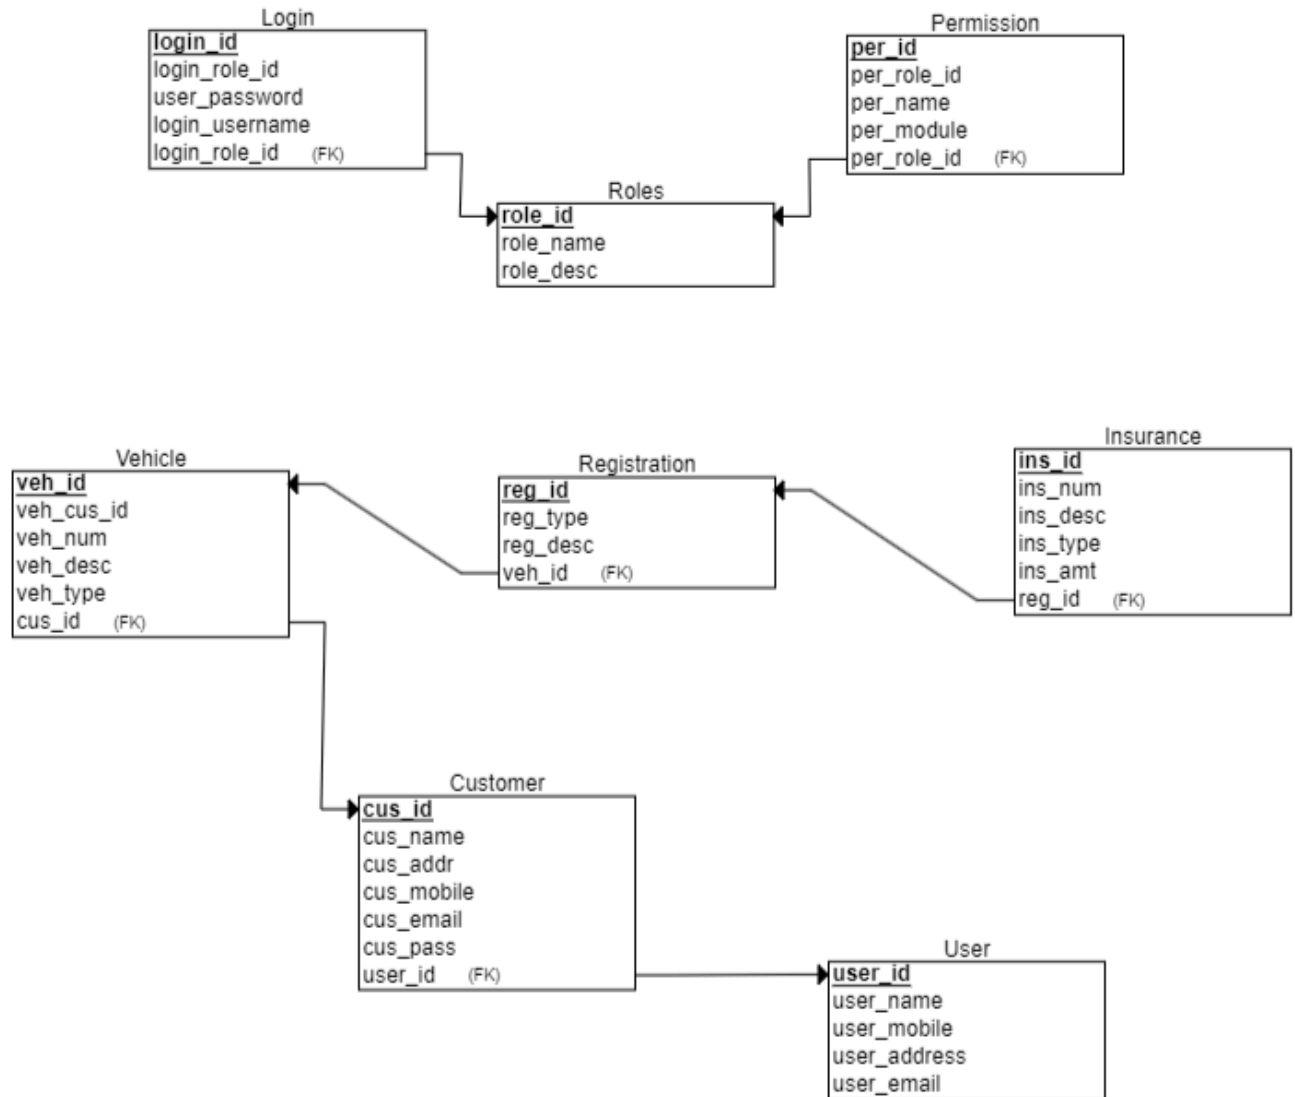 Login
login_id
login_role_id
user_password
login_username
login_role_id (FK)
Permission
per_id
per_role_id
per_name
per_module
per_role_id (FK)
Roles
role_id
role_name
role_desc
Vehicle
veh_id
veh_cus_id
veh_num
veh_desc
veh_type
cus_id (FK)
Registration
reg_id
reg_type
reg_desc
veh_id (FK)
Insurance
ins_id
ins_num
ins_desc
ins_type
ins_amt
reg_id (FK)
Customer
cus_id
cus_name
cus_addr
cus_mobile
cus_email
cus_pass
user_id (FK)
User
user_id
user_name
user_mobile
user_address
user_email